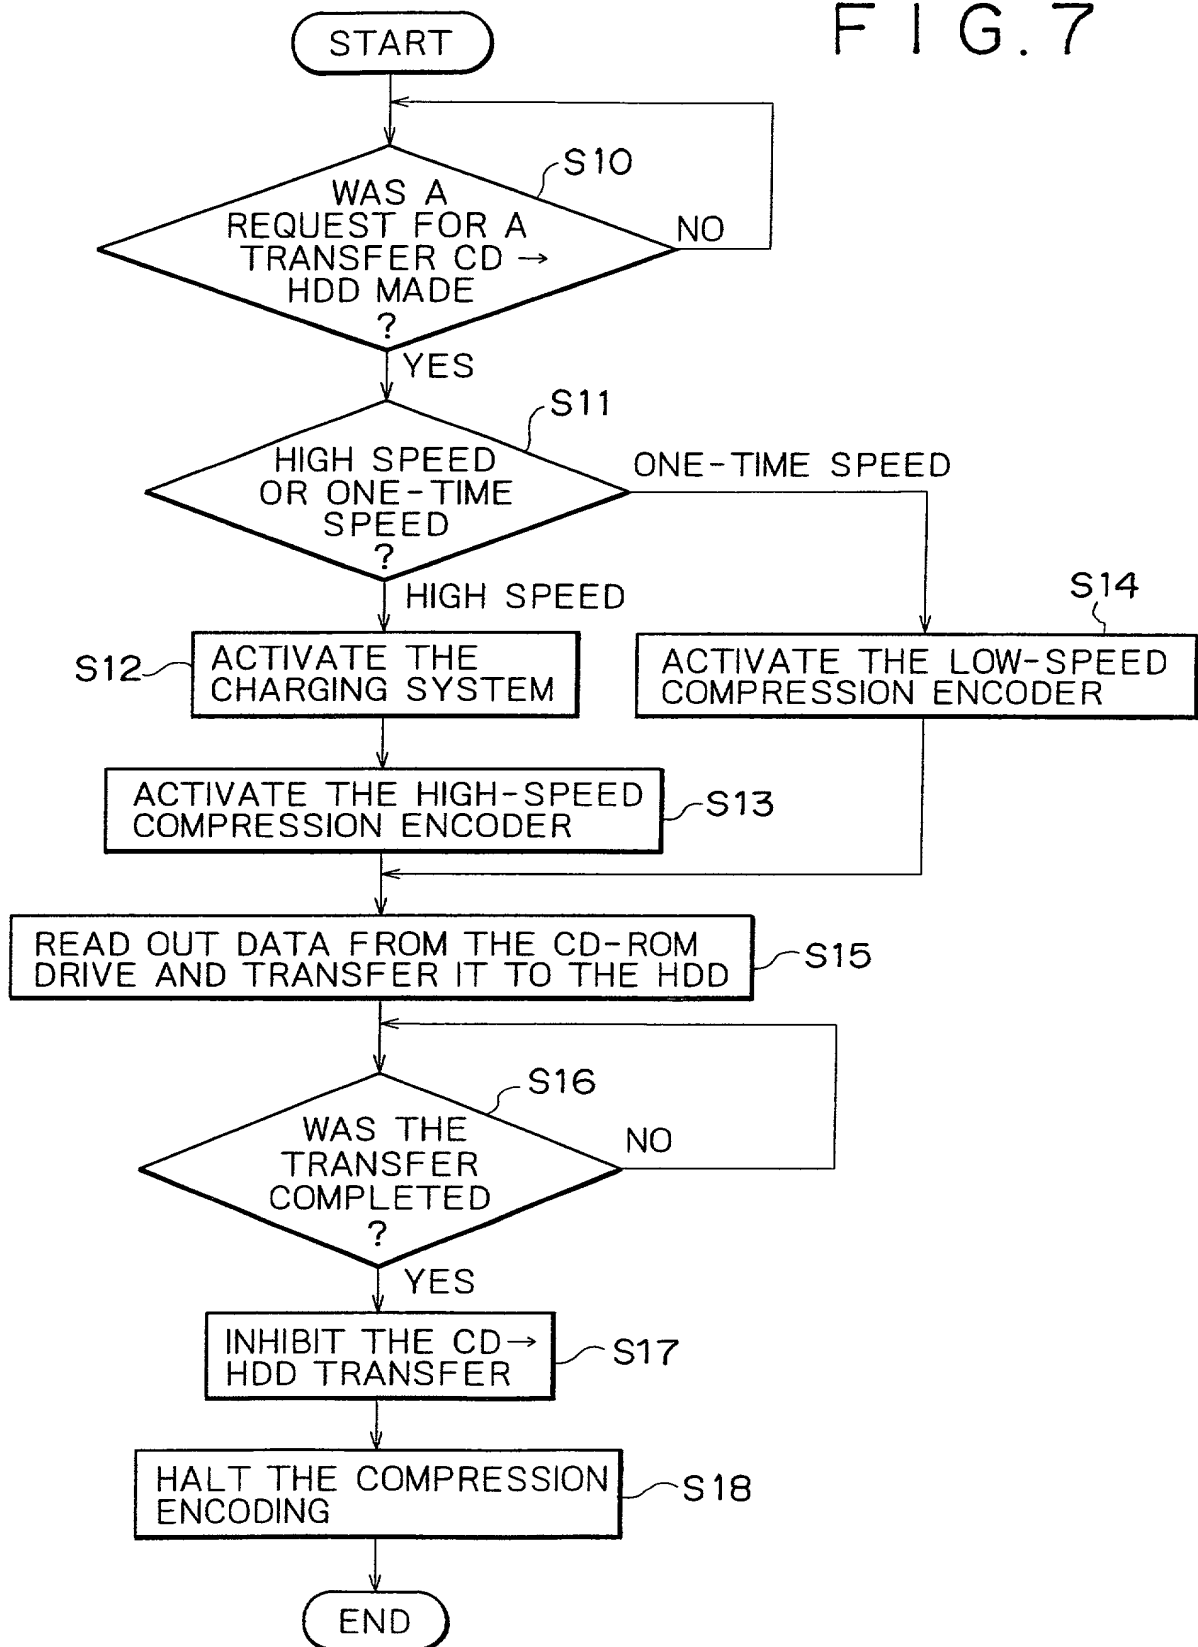 FIG. 7
START
S10
WAS A
REQUEST FOR A
TRANSFER CD →
HDD MADE
?
NO
YES
S11
HIGH SPEED
OR ONE-TIME
SPEED
?
ONE-TIME SPEED
HIGH SPEED
S12
ACTIVATE THE
CHARGING SYSTEM
S14
ACTIVATE THE LOW-SPEED
COMPRESSION ENCODER
ACTIVATE THE HIGH-SPEED
COMPRESSION ENCODER
S13
READ OUT DATA FROM THE CD-ROM
DRIVE AND TRANSFER IT TO THE HDD
S15
S16
WAS THE
TRANSFER
COMPLETED
?
NO
YES
INHIBIT THE CD →
HDD TRANSFER
S17
HALT THE COMPRESSION
ENCODING
S18
END